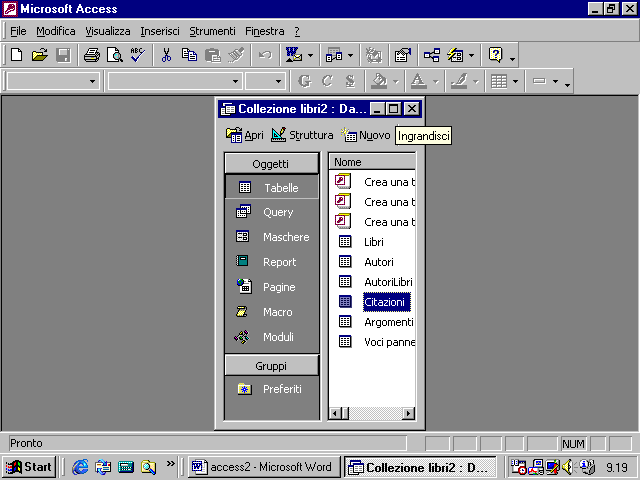 Microsoft Access
File Modifica Visualizza Inserisci Strumenti Finestra ?
G C S
Collezione libri2 : Da...
Apri Struttura Nuovo Ingrandisci
Oggetti
Tabelle
Query
Maschere
Report
Pagine
Macro
Moduli
Gruppi
Preferiti
Nome
Crea una t
Crea una t
Crea una t
Libri
Autori
AutoriLibri
Citazioni
Argomenti
Voci panne
Pronto NUM
Start » access2 - Microsoft Word Collezione libri2 : D... 9.19